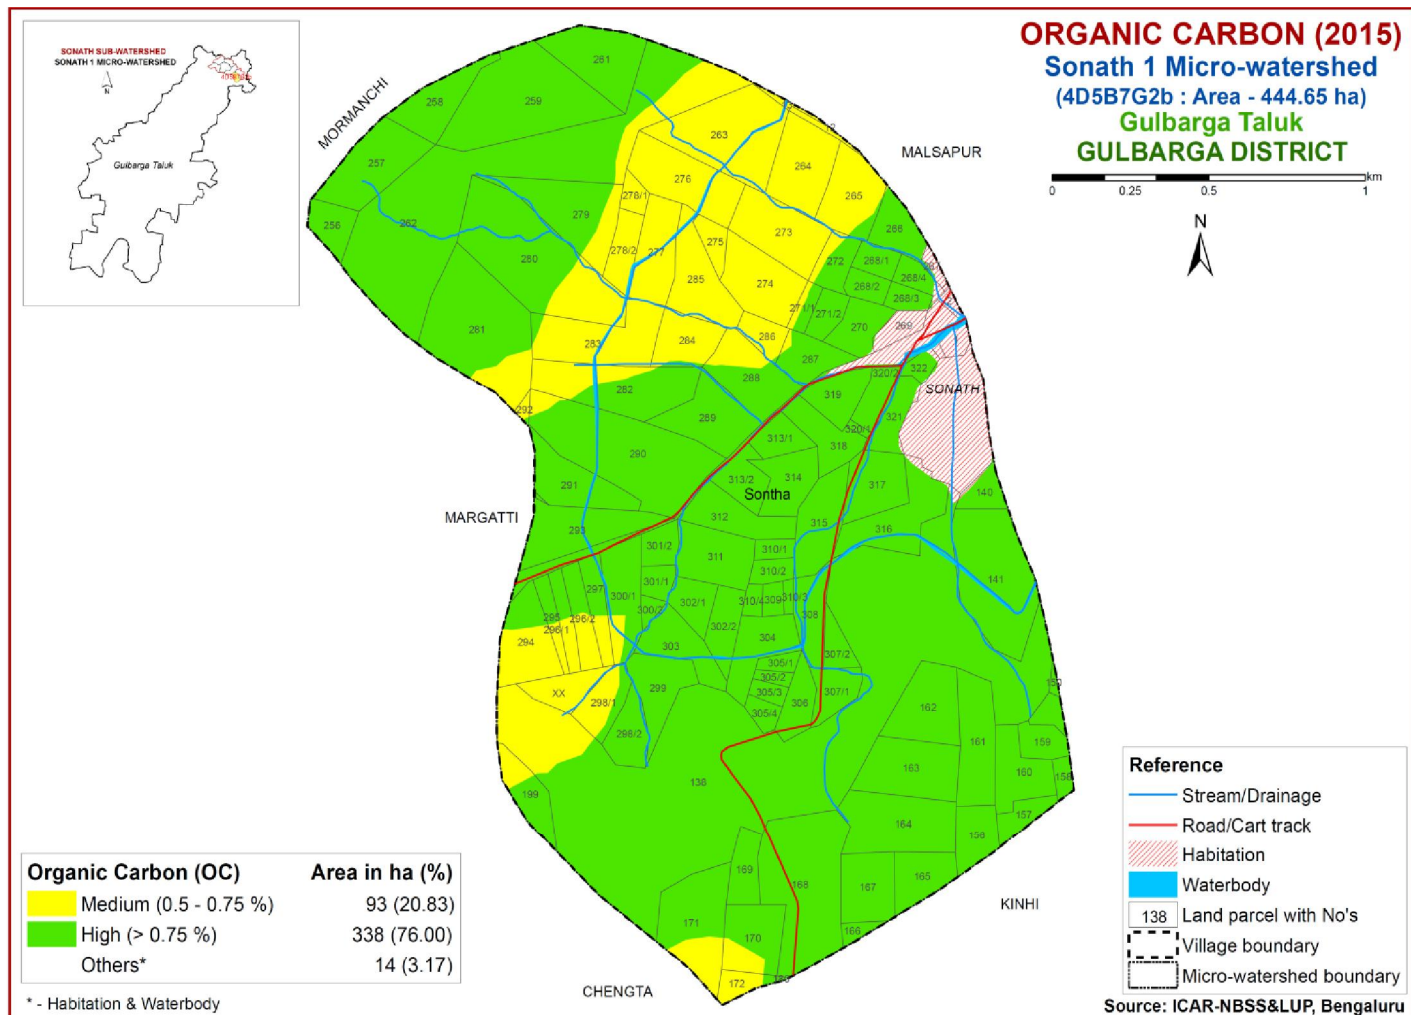 SONATH SUB-WATERSHED
SONATH 1 MICRO-WATERSHED
N
Gulbarga Taluk
ORGANIC CARBON (2015)
Sonath 1 Micro-watershed
(4D5B7G2b : Area - 444.65 ha)
Gulbarga Taluk
GULBARGA DISTRICT
km
0 0.25 0.5 1
N
MORMANCHI
MALSAPUR
MARGATTI
CHENGTA
KINHI
SONATH
Sontha
261
258 259
263
257
264
276
265
278/1
256 262 279
273
266
275
278/2 277
280
272 268/1
268/4
285
274
268/2
268/3
271/1
271/2
270
269
281
283
284
286
287
288
320/2
322
282
319
292
289
321
320/1
313/1
318
290
313/2
314
291
317
140
312
315
293
316
301/2
310/1
311
310/2
301/1
141
297
300/1
310/4
309
310/3
302/1
300/2
308
295
296/2
296/1
302/2
294
304
303
307/2
305/1
305/2
299
XX
305/3
307/1
298/1
306
305/4
162
298/2
161
159
163
160
158
138
199
157
164
156
169
168
167
165
171
170
166
172
Organic Carbon (OC) Area in ha (%)
Medium (0.5 - 0.75 %) 93 (20.83)
High (> 0.75 %) 338 (76.00)
Others* 14 (3.17)
* - Habitation & Waterbody
Reference
Stream/Drainage
Road/Cart track
Habitation
Waterbody
138 Land parcel with No's
Village boundary
Micro-watershed boundary
Source: ICAR-NBSS&LUP, Bengaluru